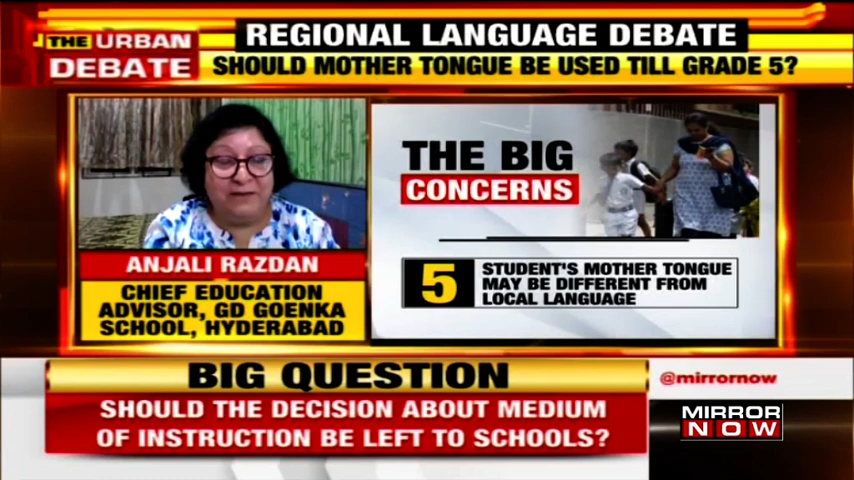 THE URBAN
DEBATE
REGIONAL LANGUAGE DEBATE
SHOULD MOTHER TONGUE BE USED TILL GRADE 5?
THE BIG
CONCERNS
5
STUDENT'S MOTHER TONGUE
MAY BE DIFFERENT FROM
LOCAL LANGUAGE
ANJALI RAZDAN
CHIEF EDUCATION
ADVISOR, GD GOENKA
SCHOOL, HYDERABAD
BIG QUESTION
SHOULD THE DECISION ABOUT MEDIUM
OF INSTRUCTION BE LEFT TO SCHOOLS?
@mirrornow
MIRROR
NOW